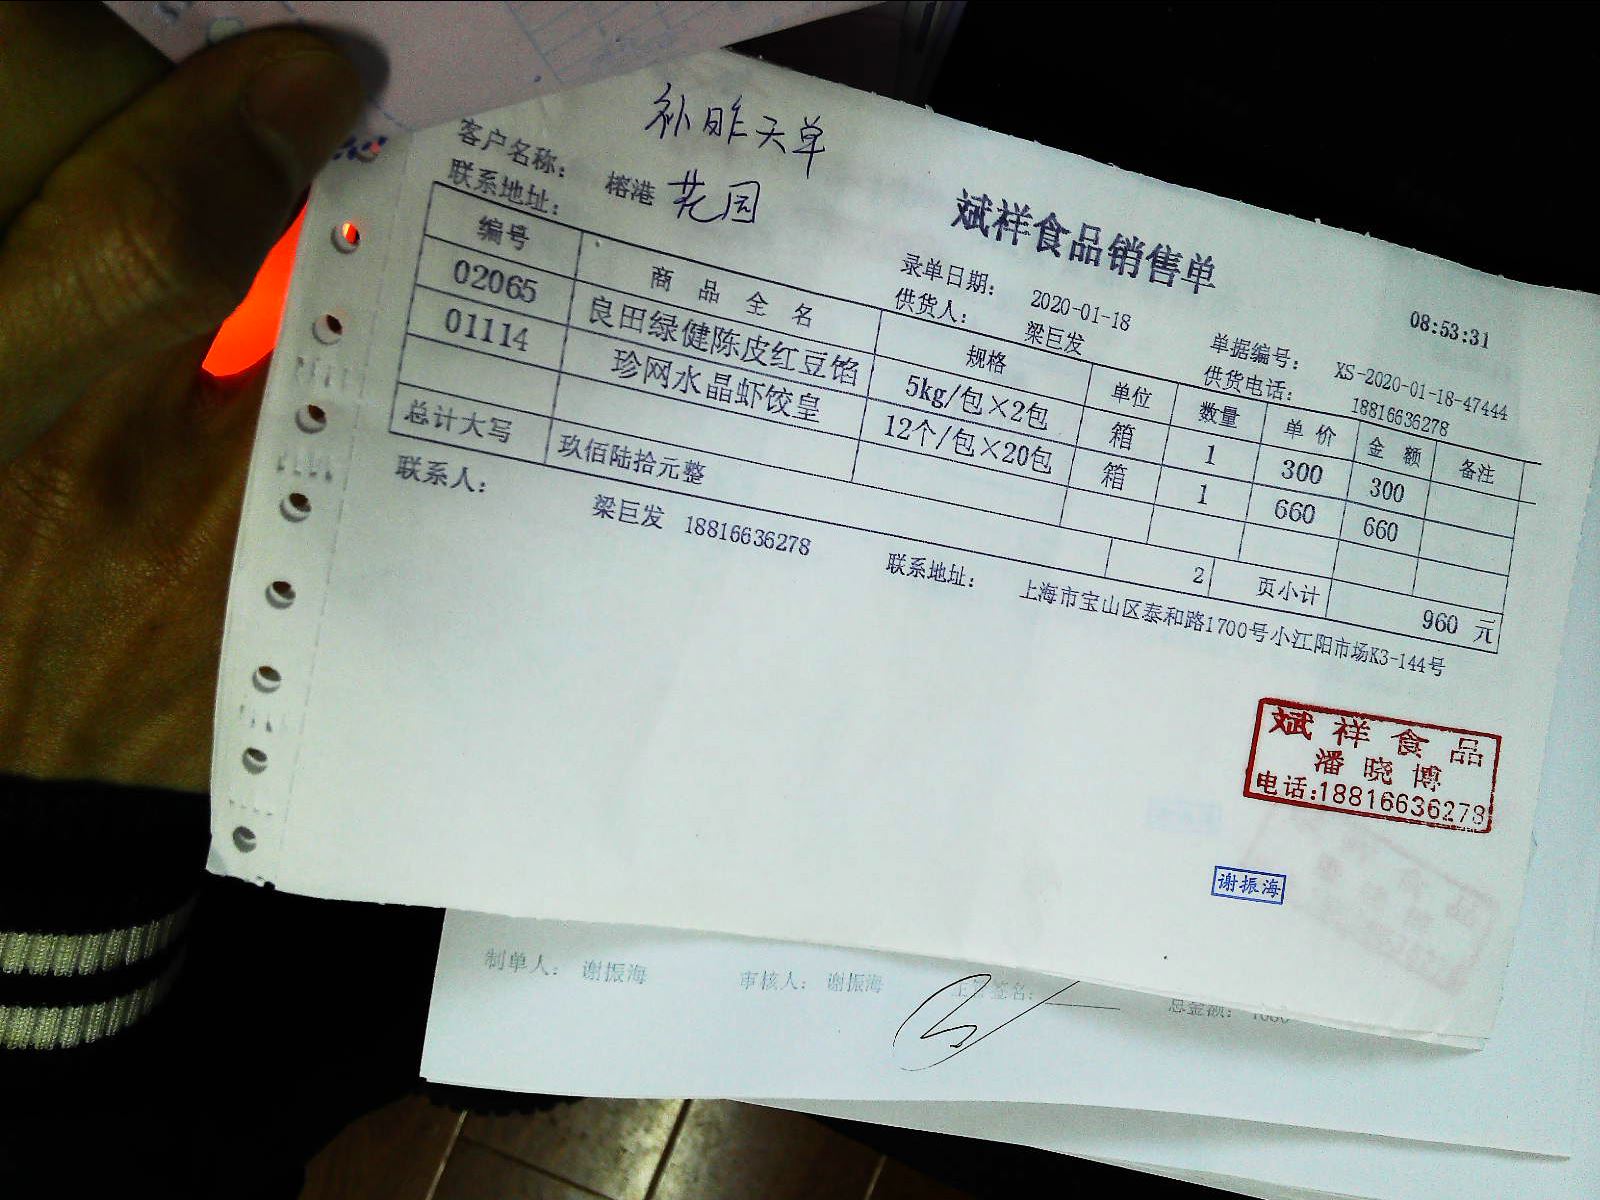 补昨天单
斌祥食品销售单
08:53:31
客户名称： 榕港 花园
录单日期： 2020-01-18 单据编号： XS-2020-01-18-47444
联系地址： 供货人： 梁巨发 供货电话： 18816636278
编号 商品全名 规格 单位 数量 单价 金额 备注
02065 良田绿健陈皮红豆馅 5kg/包×2包 箱 1 300 300
01114 珍网水晶虾饺皇 12个/包×20包 箱 1 660 660
总计大写 玖佰陆拾元整 2 页小计 960 元
联系人： 梁巨发 18816636278 联系地址： 上海市宝山区泰和路1700号小江阳市场K3-144号
斌祥食品
潘晓博
电话:18816636278
谢振海
制单人： 谢振海 审核人： 谢振海 总金额：